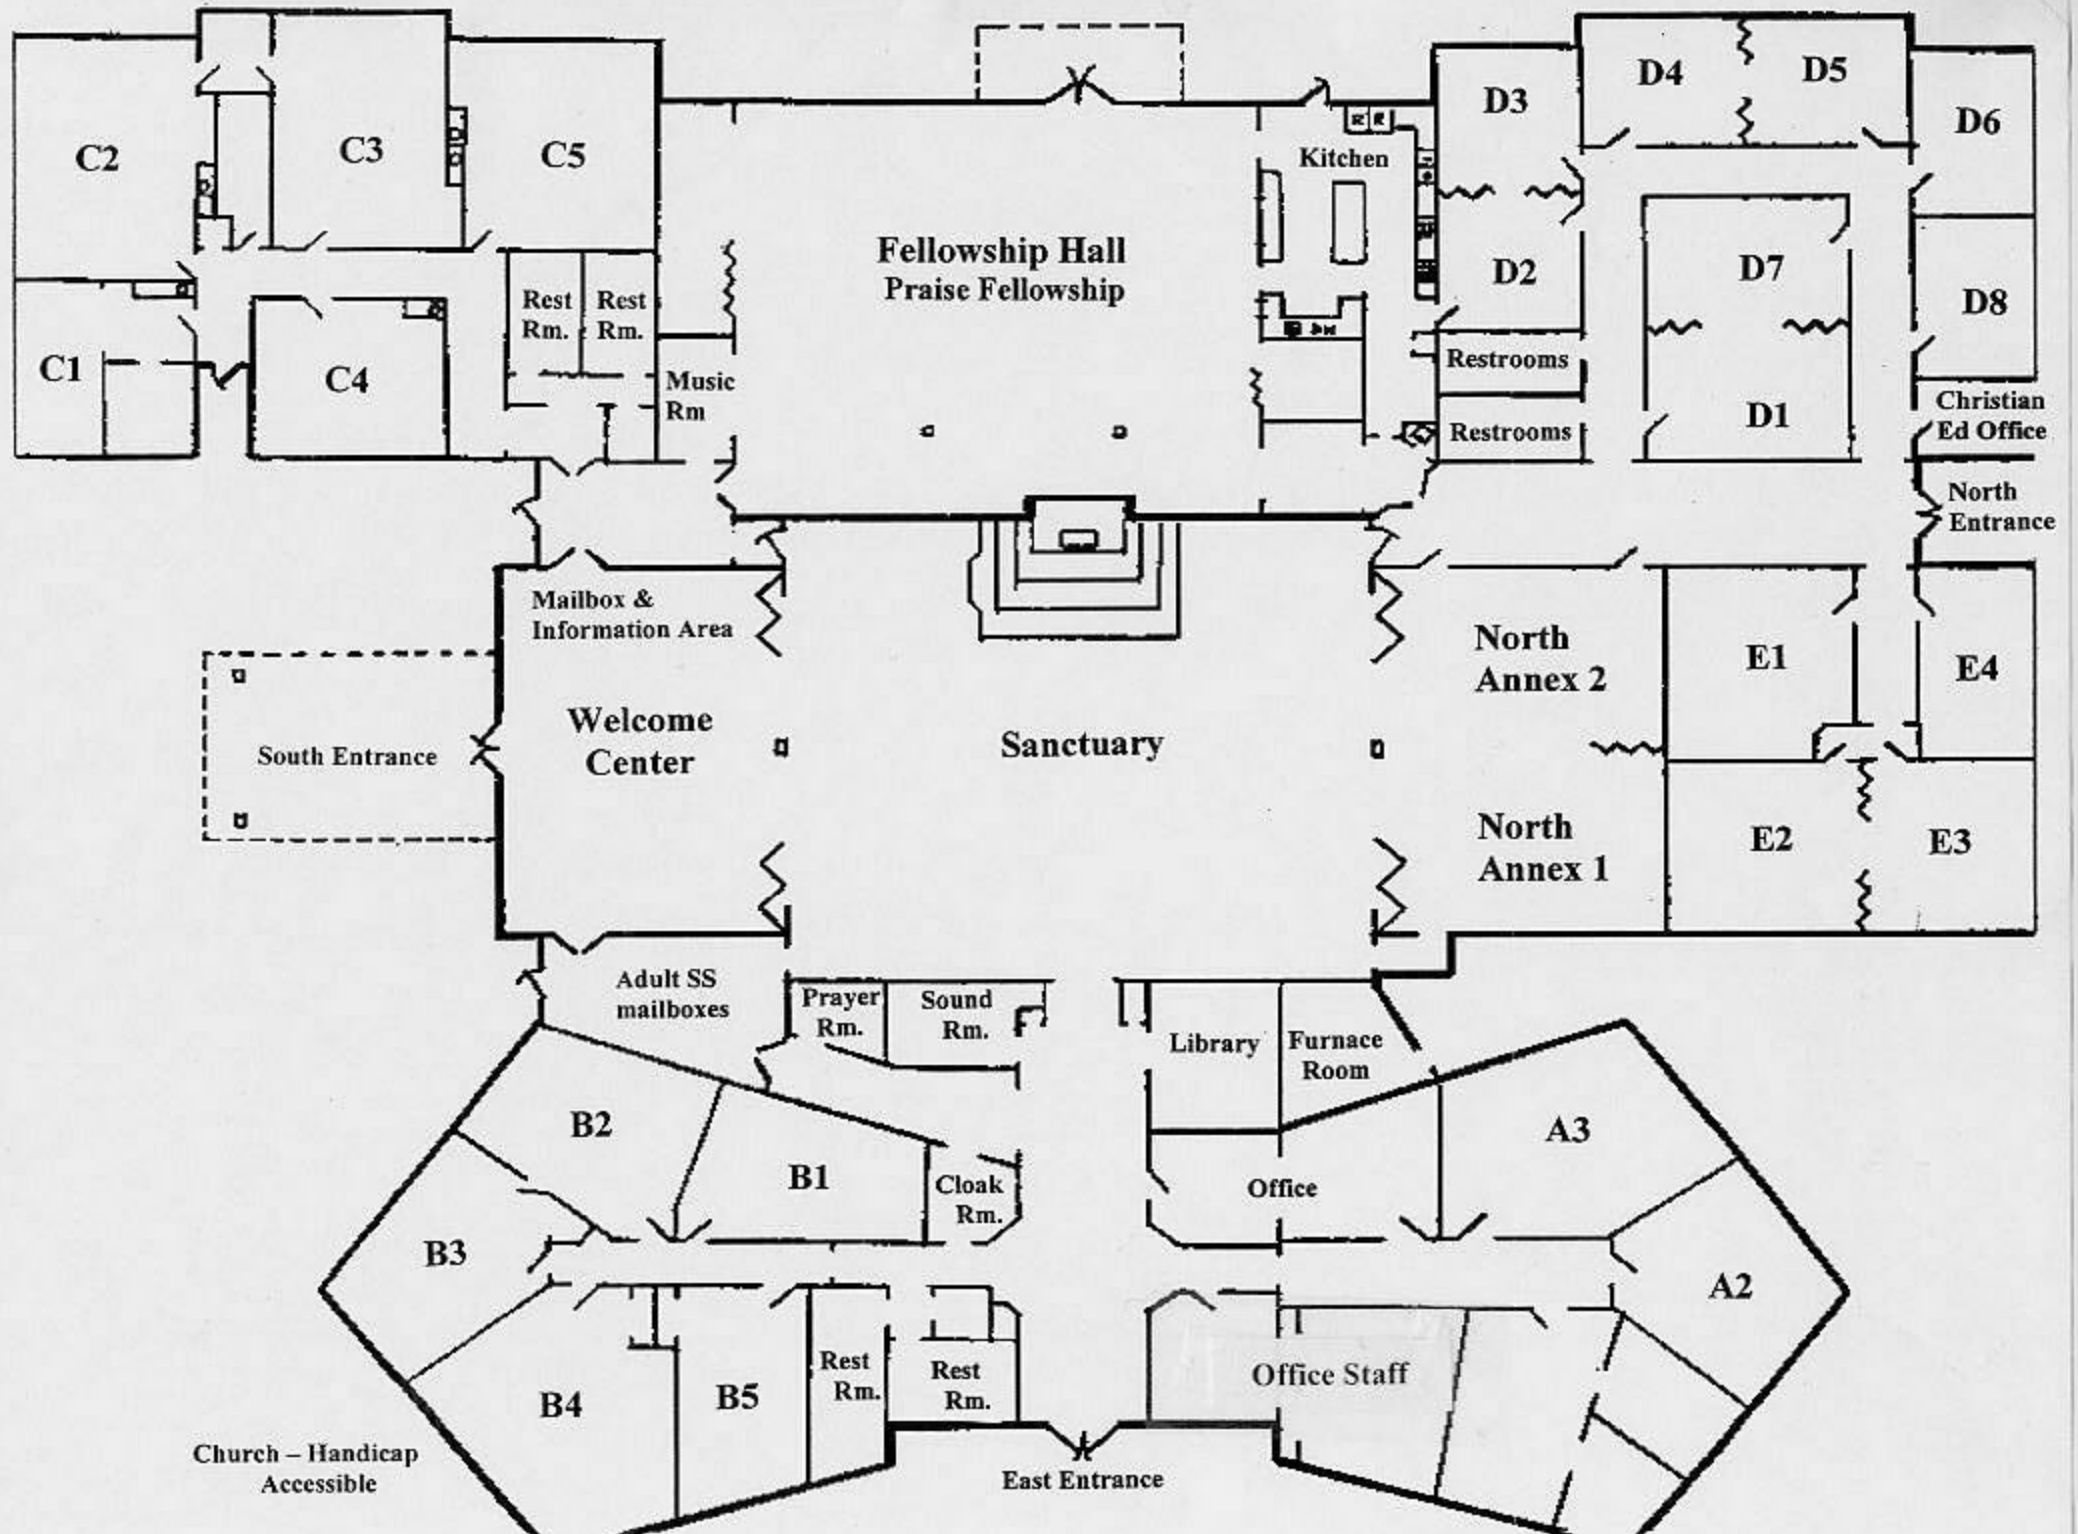 D4
D5
D3
D6
C2
C3
C5
Kitchen
Fellowship Hall
Praise Fellowship
D2
D7
D8
Rest
Rm.
Rest
Rm.
C1
C4
Music
Rm
Restrooms
Restrooms
D1
Christian
Ed Office
North
Entrance
Mailbox &
Information Area
North
Annex 2
E1
E4
South Entrance
Welcome
Center
Sanctuary
North
Annex 1
E2
E3
Adult SS
mailboxes
Prayer
Rm.
Sound
Rm.
Library
Furnace
Room
B2
B1
Cloak
Rm.
Office
A3
B3
A2
B4
B5
Rest
Rm.
Rest
Rm.
Office Staff
Church – Handicap
Accessible
East Entrance